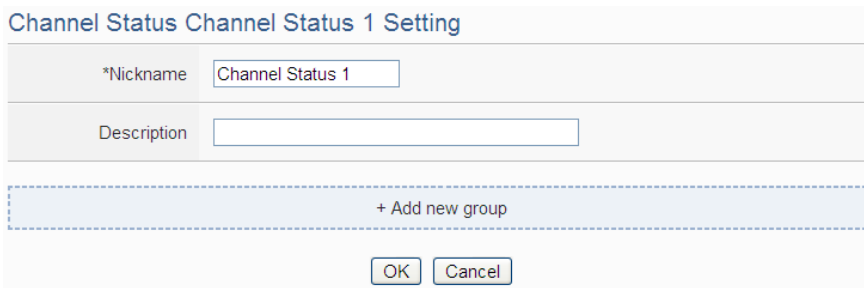 Channel Status Channel Status 1 Setting
*Nickname Channel Status 1
Description
+ Add new group
OK Cancel